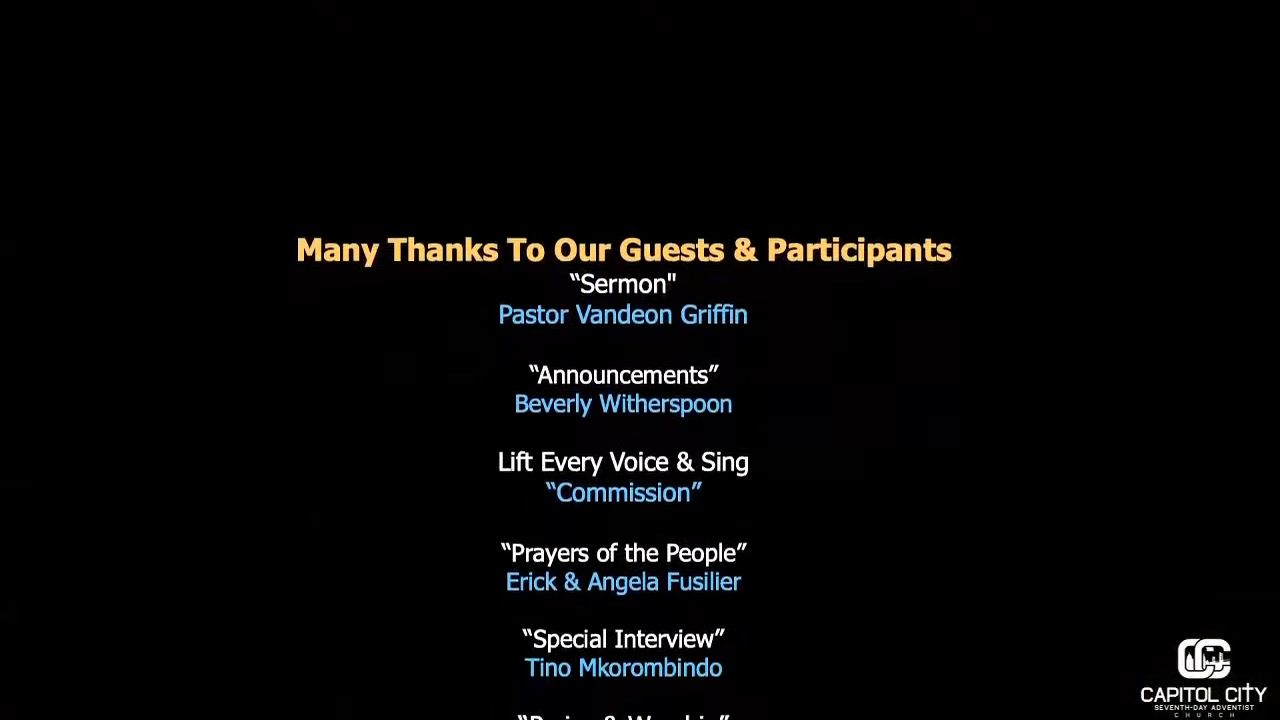 Many Thanks To Our Guests & Participants
“Sermon"
Pastor Vandeon Griffin
“Announcements”
Beverly Witherspoon
Lift Every Voice & Sing
“Commission”
“Prayers of the People”
Erick & Angela Fusilier
“Special Interview”
Tino Mkorombindo
CAPITOL CITY
SEVENTH-DAY ADVENTIST
CHURCH